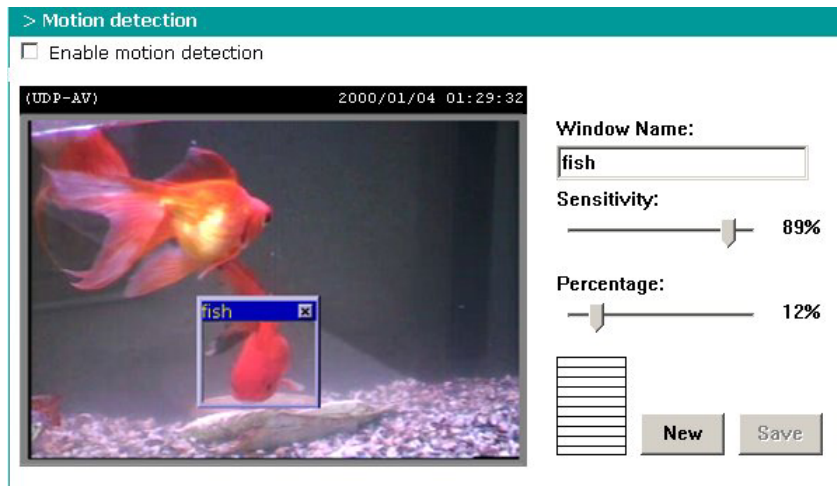 > Motion detection
Enable motion detection
(UDP-AV) 2000/01/04 01:29:32
Window Name:
fish
Sensitivity:
89%
fish
Percentage:
12%
New Save